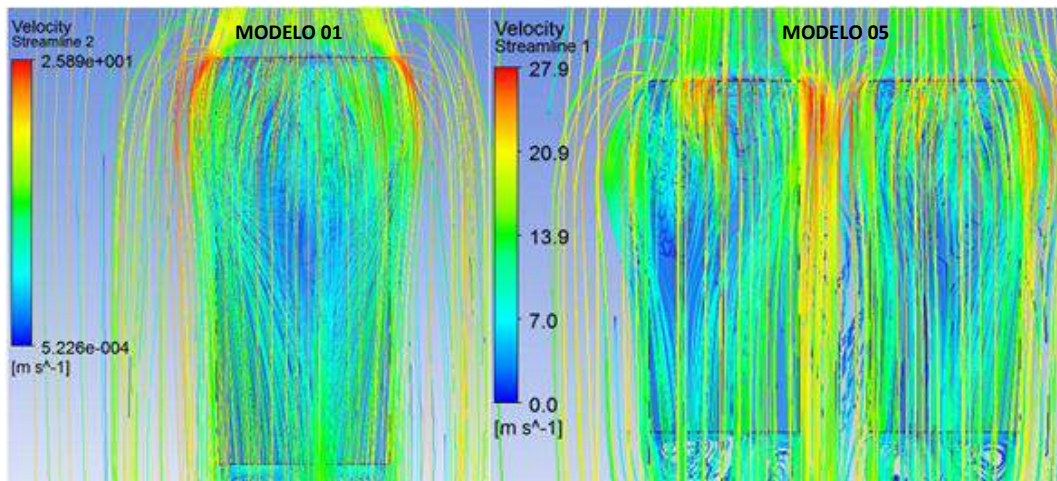 Velocity
Streamline 2
MODELO 01
2.589e+001
5.226e-004
[m s^-1]
Velocity
Streamline 1
MODELO 05
27.9
20.9
13.9
7.0
0.0
[m s^-1]